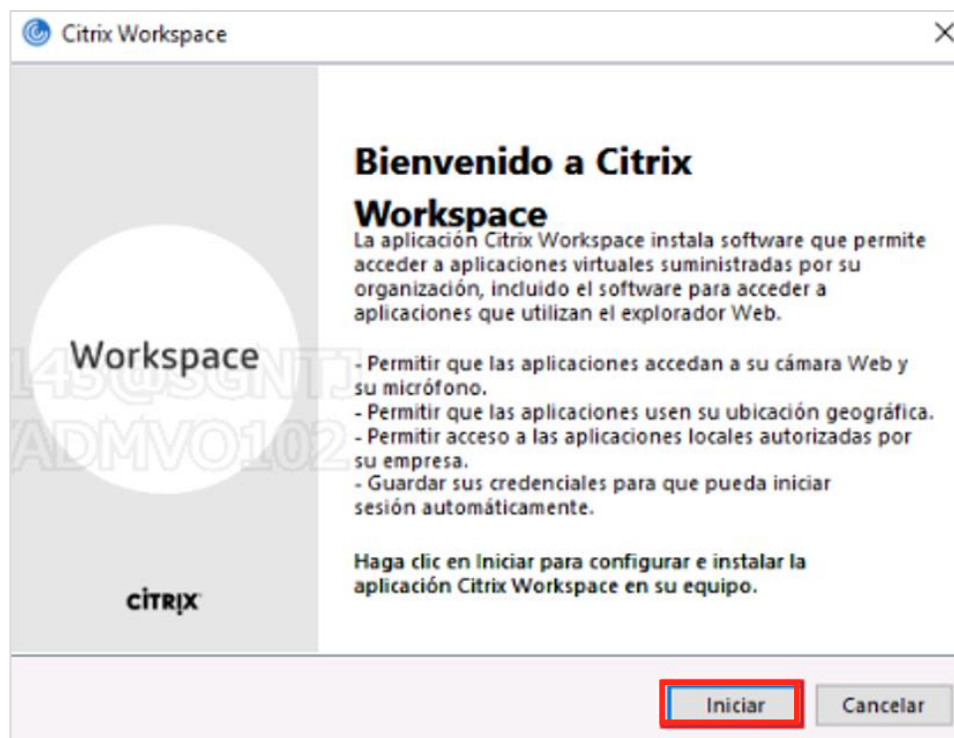 Citrix Workspace
Bienvenido a Citrix
Workspace
La aplicación Citrix Workspace instala software que permite
acceder a aplicaciones virtuales suministradas por su
organización, incluido el software para acceder a
aplicaciones que utilizan el explorador Web.
- Permitir que las aplicaciones accedan a su cámara Web y
su micrófono.
- Permitir que las aplicaciones usen su ubicación geográfica.
- Permitir acceso a las aplicaciones locales autorizadas por
su empresa.
- Guardar sus credenciales para que pueda iniciar
sesión automáticamente.
Haga clic en Iniciar para configurar e instalar la
aplicación Citrix Workspace en su equipo.
Workspace
145@SGNTJ
ADMVO102
CITRIX
Iniciar
Cancelar